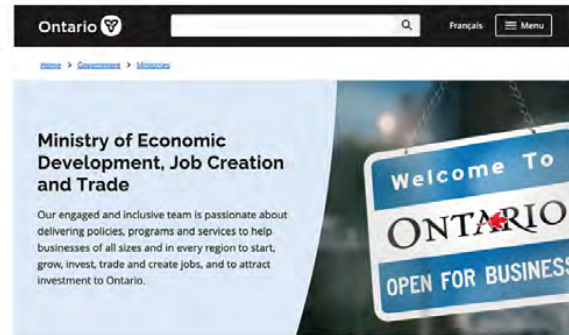 Ontario
Français
Menu
Home > Government > Ministries
Ministry of Economic
Development, Job Creation
and Trade
Our engaged and inclusive team is passionate about
delivering policies, programs and services to help
businesses of all sizes and in every region to start,
grow, invest, trade and create jobs, and to attract
investment to Ontario.
Welcome To
ONTARIO
OPEN FOR BUSINESS